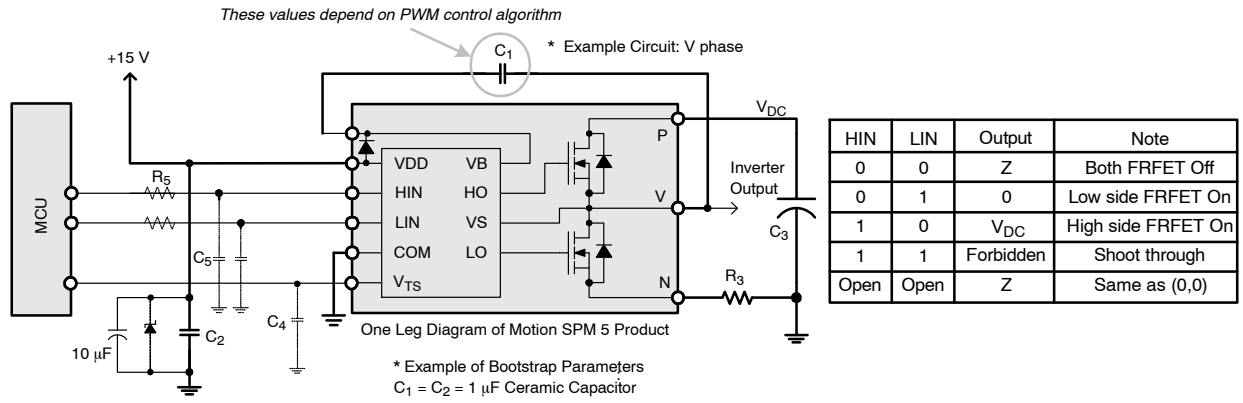 These values depend on PWM control algorithm
C1
* Example Circuit: V phase
+15 V
MCU
R5
C5
10 μF
C2
C4
VDD
VB
HIN
HO
LIN
VS
COM
LO
VTS
P
V
N
VDC
Inverter
Output
C3
R3
One Leg Diagram of Motion SPM 5 Product
* Example of Bootstrap Parameters
C1 = C2 = 1 μF Ceramic Capacitor
HIN LIN Output Note
0 0 Z Both FRFET Off
0 1 0 Low side FRFET On
1 0 VDC High side FRFET On
1 1 Forbidden Shoot through
Open Open Z Same as (0,0)